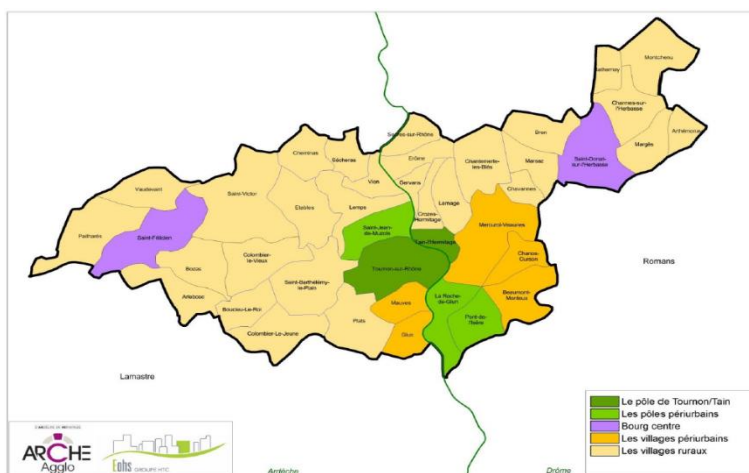 Montchenu
Bathernay
Charmes-sur-
l'Herbasse
Arthémonay
Margès
Bren
Saint-Donat-
sur-l'Herbasse
Marsaz
Serves-sur-Rhône
Erôme
Chantemerle-
les-Blés
Chavannes
Gervans
Larnage
Crozes-
Hermitage
Mercurol-Veaunes
Tain-l'Hermitage
Chanos-
Curson
Beaumont-
Monteux
La Roche-
de-Glun
Pont-de-
l'Isère
Cheminas
Sécheras
Vion
Lemps
Etables
Saint-Victor
Vaudevant
Pailharès
Saint-Félicien
Saint-Jean-
de-Muzols
Tournon-sur-Rhône
Colombier-
le-Vieux
Saint-Barthélemy-
le-Plain
Bozas
Arlebosc
Boucieu-Le-Roi
Colombier-Le-Jeune
Plats
Mauves
Glun
Romans
Lamastre
Ardèche
Drôme
Le pôle de Tournon/Tain
Les pôles périurbains
Bourg centre
Les villages périurbains
Les villages ruraux
ARCHE
Agglo
Eohs
GROUPE HTC